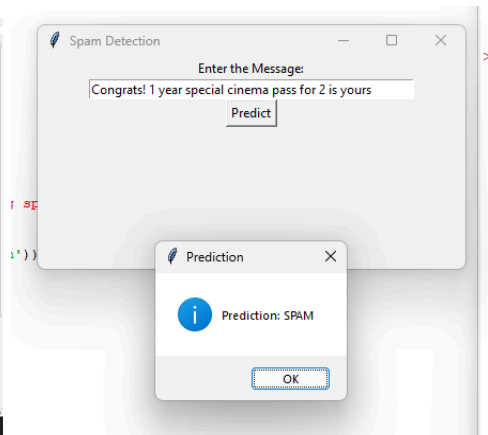 Spam Detection
Enter the Message:
Congrats! 1 year special cinema pass for 2 is yours
Predict
sp
'))
Prediction
Prediction: SPAM
OK